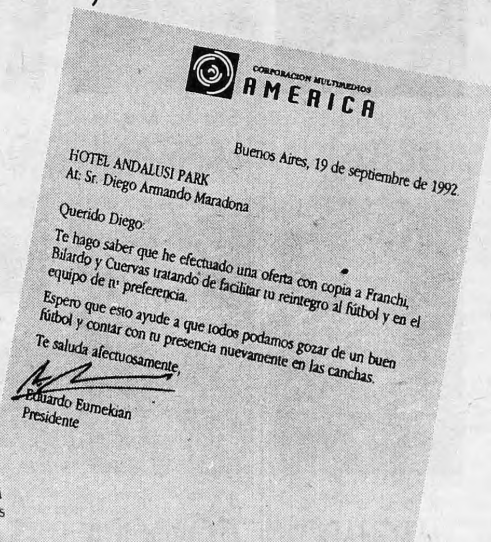 CORPORACION MULTIMEDIOS
AMERICA
Buenos Aires, 19 de septiembre de 1992.
HOTEL ANDALUSI PARK
At: Sr. Diego Armando Maradona
Querido Diego:
Te hago saber que he efectuado una oferta con copia a Franchi,
Bilardo y Cuervas tratando de facilitar tu reintegro al fútbol y en el
equipo de tu preferencia.
Espero que esto ayude a que todos podamos gozar de un buen
fútbol y contar con tu presencia nuevamente en las canchas.
Te saluda afectuosamente,
Eduardo Eurnekian
Presidente